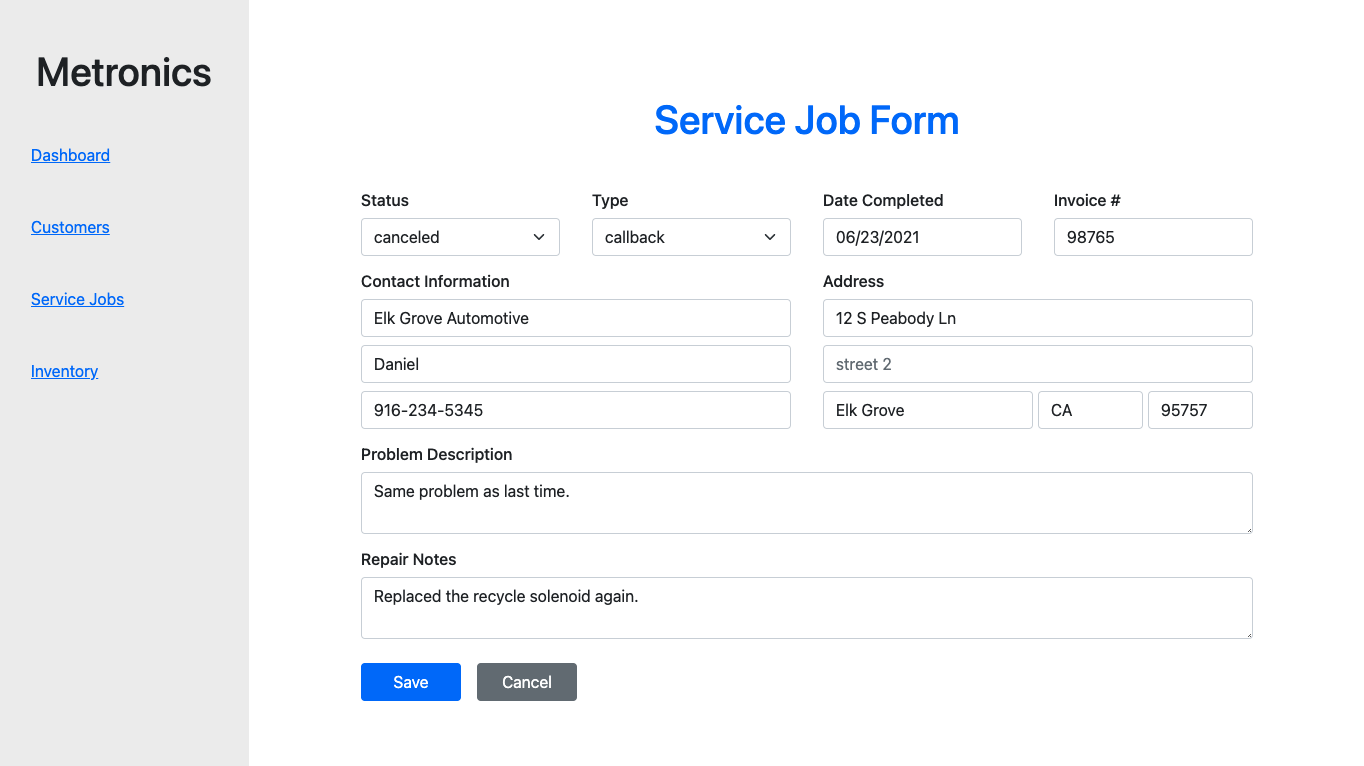 Metronics
Dashboard
Customers
Service Jobs
Inventory
Service Job Form
Status Type Date Completed Invoice #
canceled callback 06/23/2021 98765
Contact Information Address
Elk Grove Automotive 12 S Peabody Ln
Daniel street 2
916-234-5345 Elk Grove CA 95757
Problem Description
Same problem as last time.
Repair Notes
Replaced the recycle solenoid again.
Save Cancel